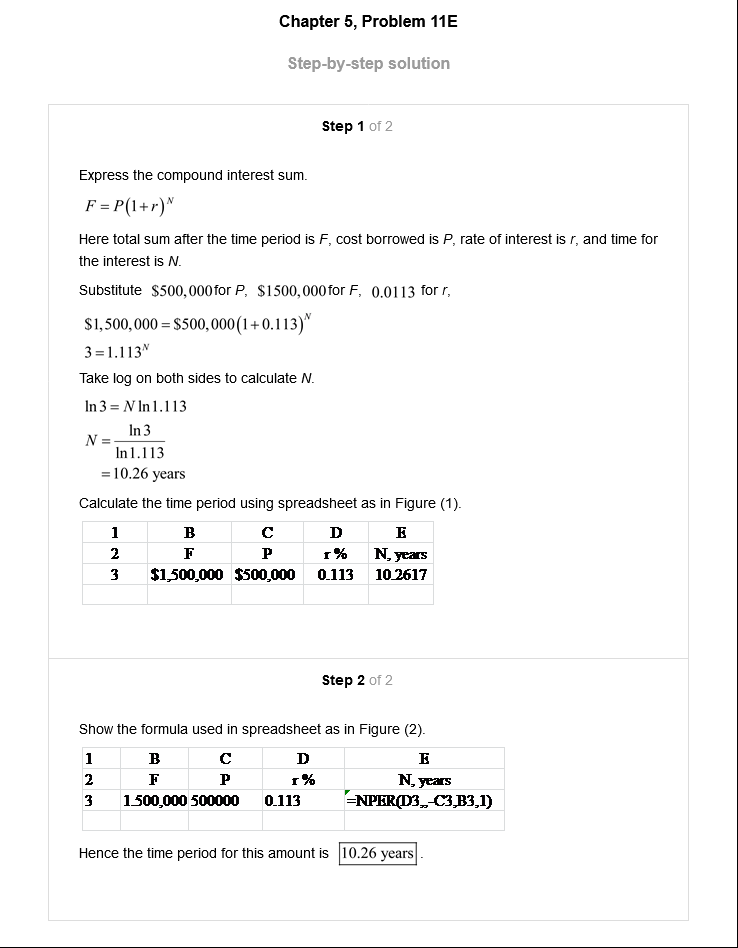 Chapter 5, Problem 11E
Step-by-step solution
Step 1 of 2
Express the compound interest sum.
F = P(1+r)^N
Here total sum after the time period is F, cost borrowed is P, rate of interest is r, and time for
the interest is N.
Substitute $500,000 for P, $1500,000 for F, 0.0113 for r,
$1,500,000 = $500,000(1+0.113)^N
3 = 1.113^N
Take log on both sides to calculate N.
ln 3 = N ln 1.113
N = ln 3 / ln 1.113
= 10.26 years
Calculate the time period using spreadsheet as in Figure (1).
1 B C D E
2 F P r% N, years
3 $1,500,000 $500,000 0.113 10.2617
Step 2 of 2
Show the formula used in spreadsheet as in Figure (2).
1 B C D E
2 F P r% N, years
3 1.500,000 500000 0.113 =NPER(D3,,-C3,B3,1)
Hence the time period for this amount is 10.26 years.